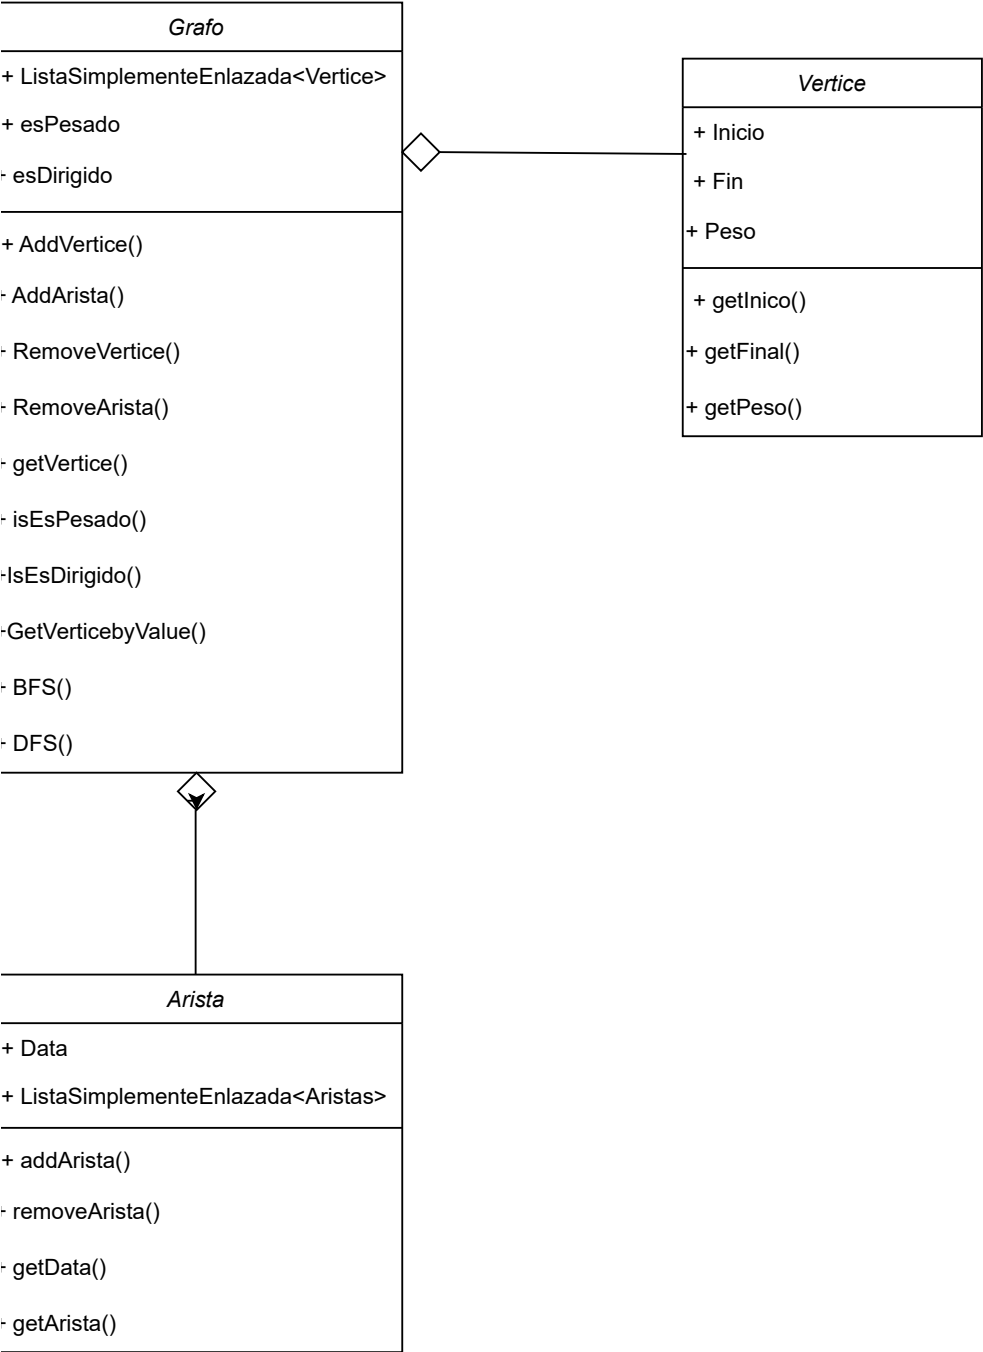 Grafo
+ ListaSimplementeEnlazada<Vertice>
+ esPesado
+ esDirigido
+ AddVertice()
+ AddArista()
+ RemoveVertice()
+ RemoveArista()
+ getVertice()
+ isEsPesado()
+IsEsDirigido()
+GetVerticebyValue()
+ BFS()
+ DFS()
Vertice
+ Inicio
+ Fin
+ Peso
+ getInico()
+ getFinal()
+ getPeso()
Arista
+ Data
+ ListaSimplementeEnlazada<Aristas>
+ addArista()
+ removeArista()
+ getData()
+ getArista()